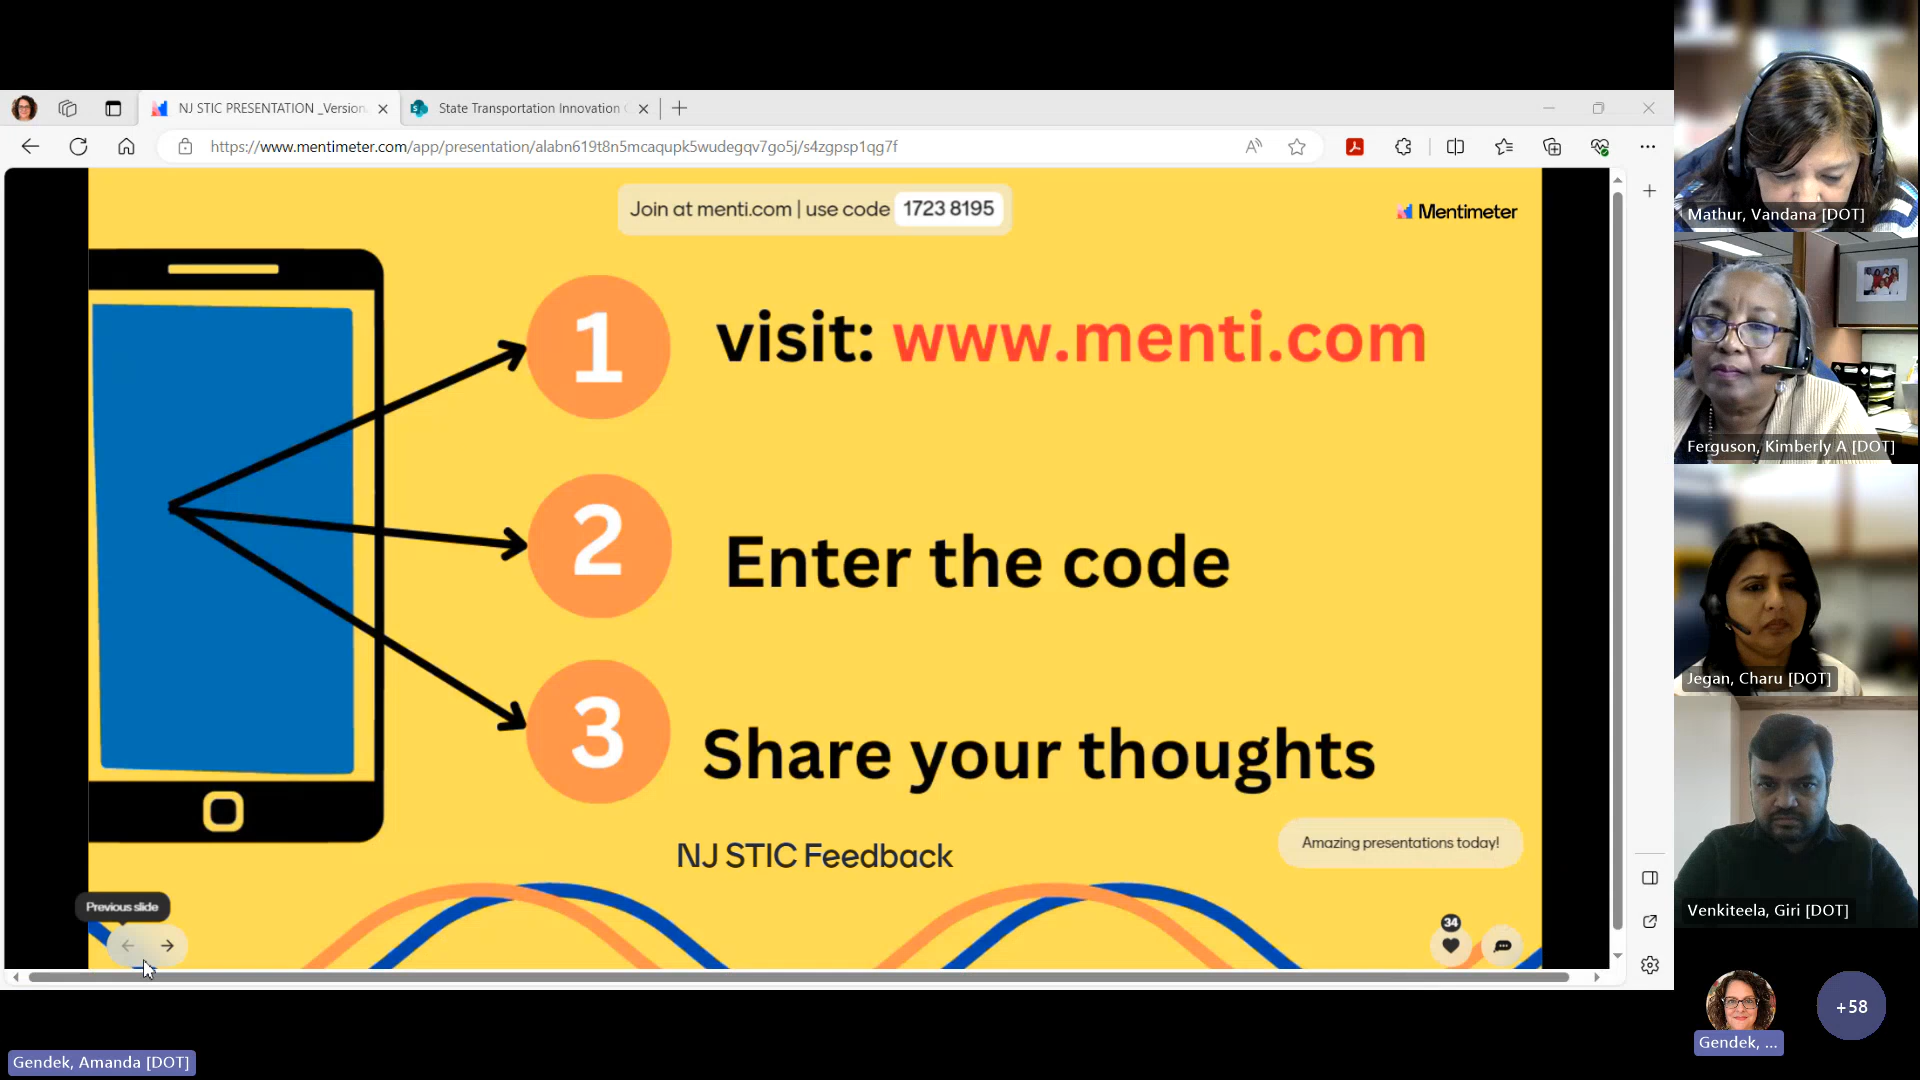 NJ STIC PRESENTATION _Version
State Transportation Innovation
https://www.mentimeter.com/app/presentation/alabn619t8n5mcaqupk5wudegqv7go5j/s4zgpsp1qg7f
Join at menti.com | use code 1723 8195
Mentimeter
1 visit: www.menti.com
2 Enter the code
3 Share your thoughts
NJ STIC Feedback
Amazing presentations today!
Previous slide
34
Mathur, Vandana [DOT]
Ferguson, Kimberly A [DOT]
Jegan, Charu [DOT]
Venkiteela, Giri [DOT]
Gendek, ...
+58
Gendek, Amanda [DOT]